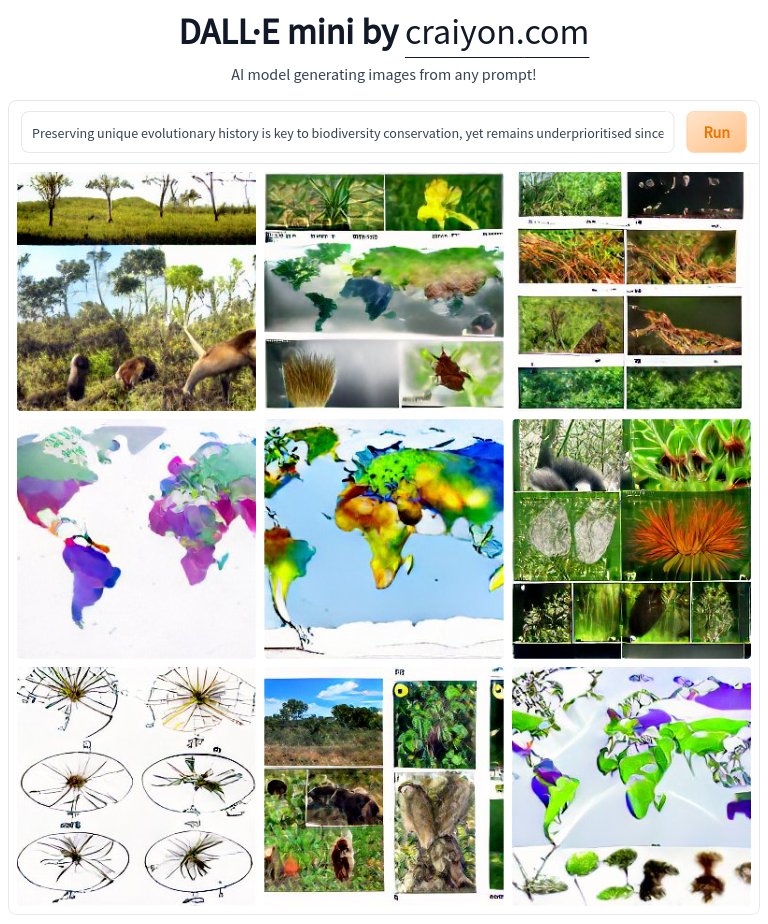 DALL·E mini by craiyon.com
AI model generating images from any prompt!
Preserving unique evolutionary history is key to biodiversity conservation, yet remains underprioritised since
Run